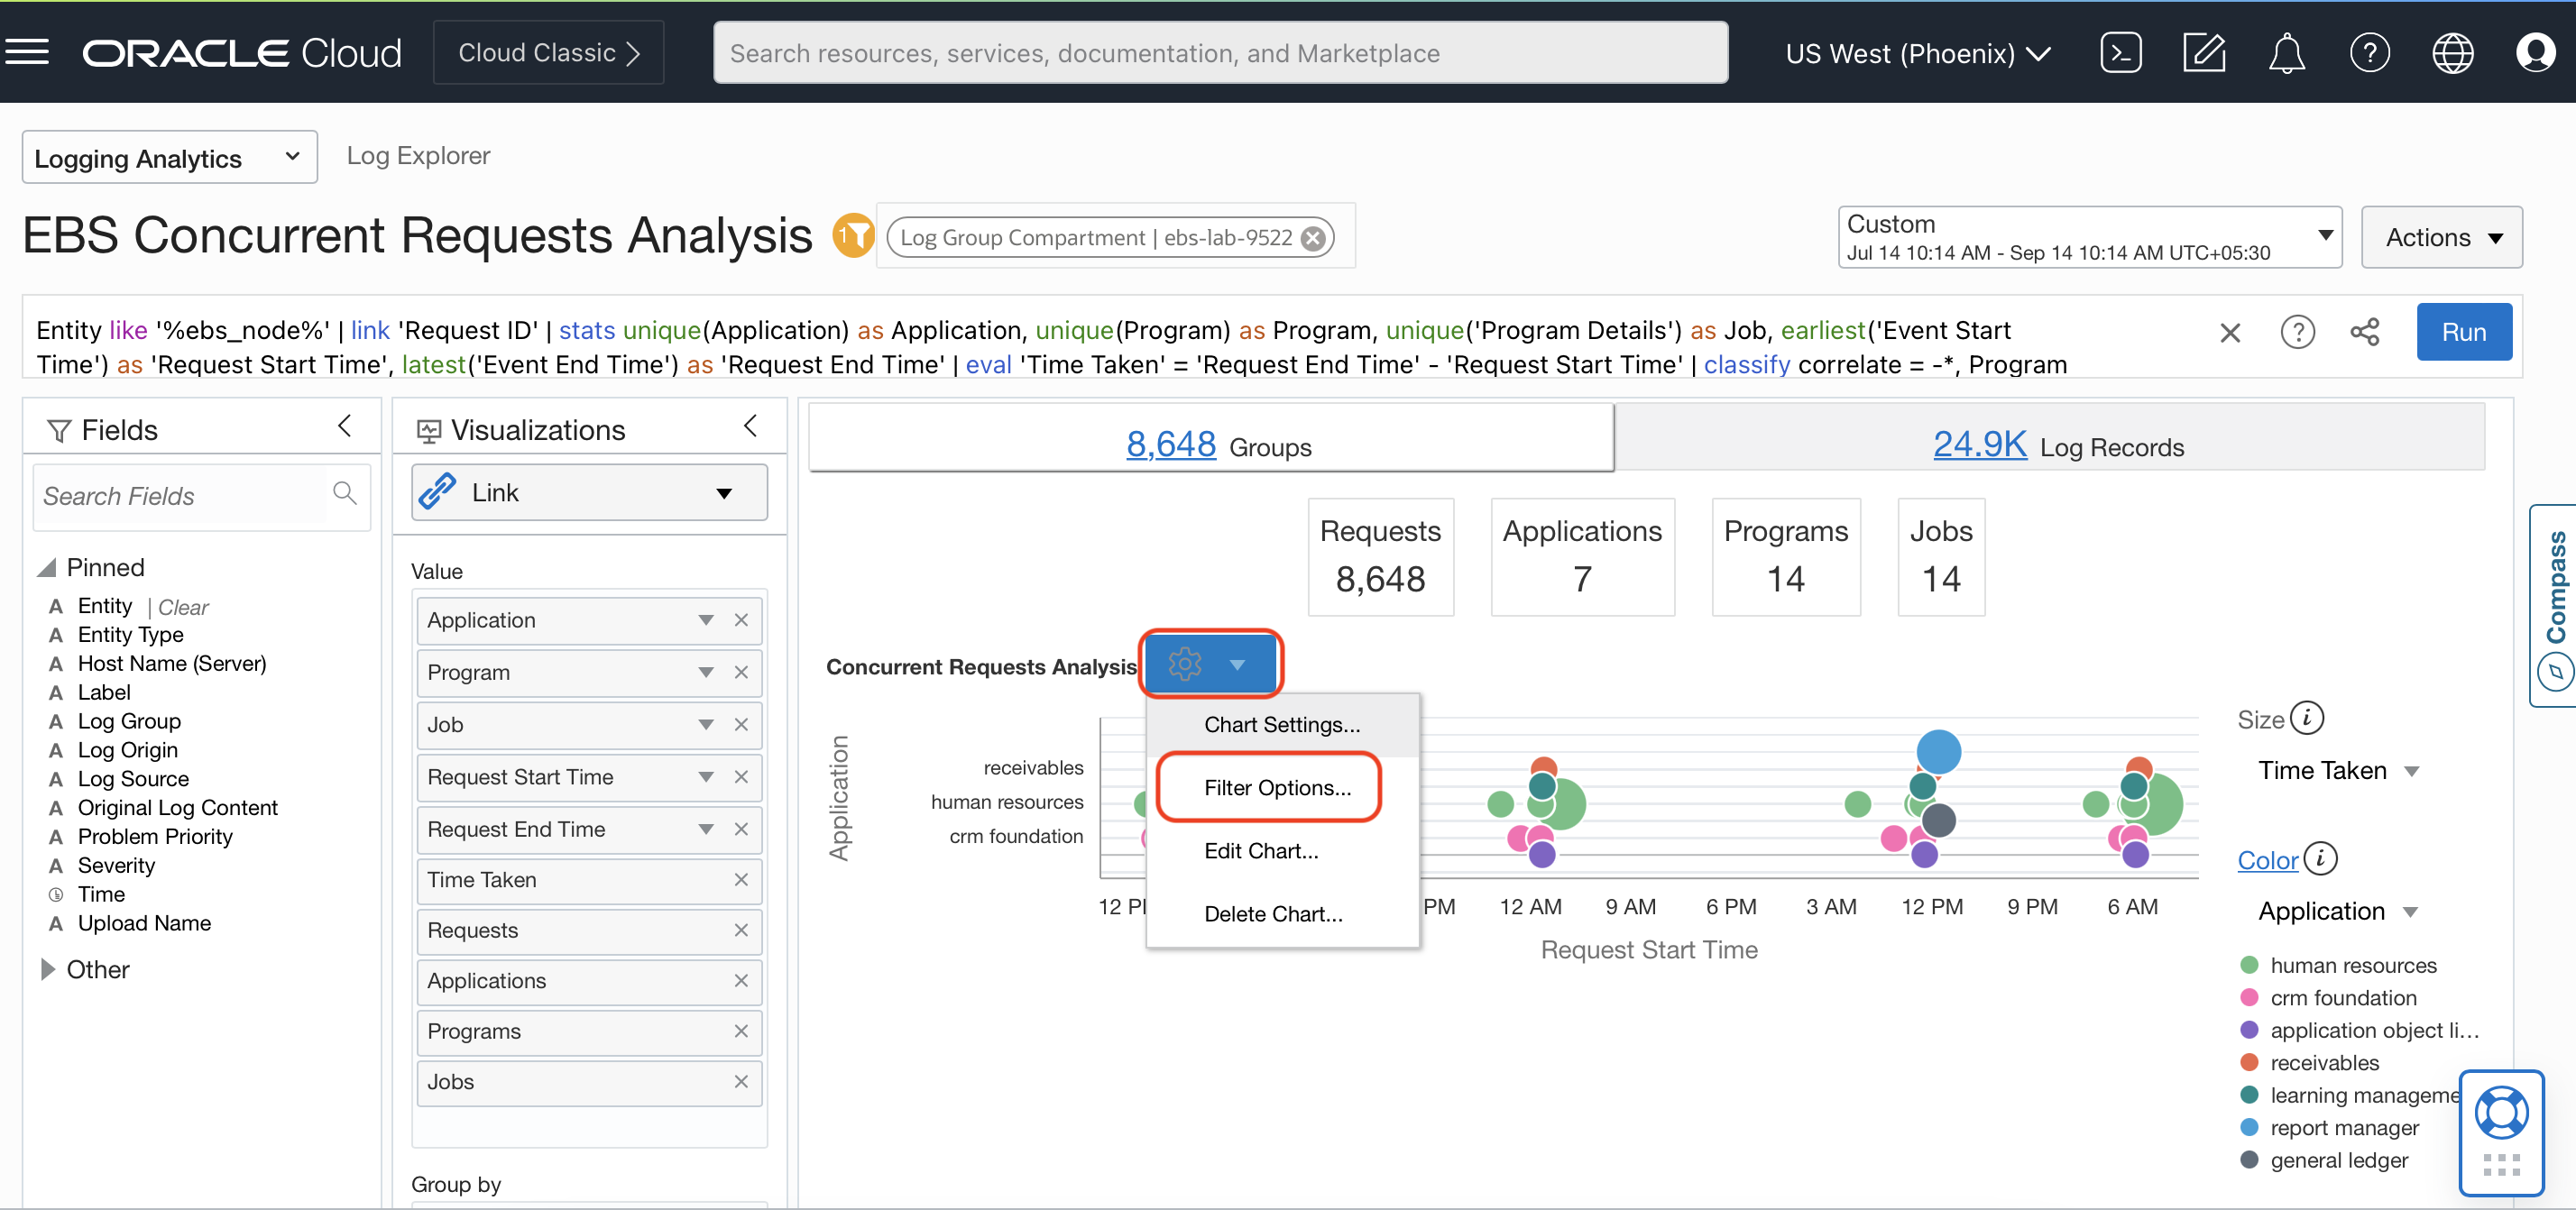 ORACLE Cloud
Cloud Classic
Search resources, services, documentation, and Marketplace
US West (Phoenix)
Logging Analytics
Log Explorer
EBS Concurrent Requests Analysis
1
Log Group Compartment | ebs-lab-9522
Custom
Jul 14 10:14 AM - Sep 14 10:14 AM UTC+05:30
Actions
Entity like '%ebs_node%' | link 'Request ID' | stats unique(Application) as Application, unique(Program) as Program, unique('Program Details') as Job, earliest('Event Start
Time') as 'Request Start Time', latest('Event End Time') as 'Request End Time' | eval 'Time Taken' = 'Request End Time' - 'Request Start Time' | classify correlate = -*, Program
Run
Fields
Search Fields
Pinned
A Entity | Clear
A Entity Type
A Host Name (Server)
A Label
A Log Group
A Log Origin
A Log Source
A Original Log Content
A Problem Priority
A Severity
Time
A Upload Name
Other
Visualizations
Link
Value
Application
Program
Job
Request Start Time
Request End Time
Time Taken
Requests
Applications
Programs
Jobs
Group by
8,648 Groups
24.9K Log Records
Requests
8,648
Applications
7
Programs
14
Jobs
14
Concurrent Requests Analysis
Chart Settings...
Filter Options...
Edit Chart...
Delete Chart...
Application
receivables
human resources
crm foundation
12 P
PM
12 AM
9 AM
6 PM
3 AM
12 PM
9 PM
6 AM
Request Start Time
Size
Time Taken
Color
Application
human resources
crm foundation
application object li...
receivables
learning manageme
report manager
general ledger
Compass